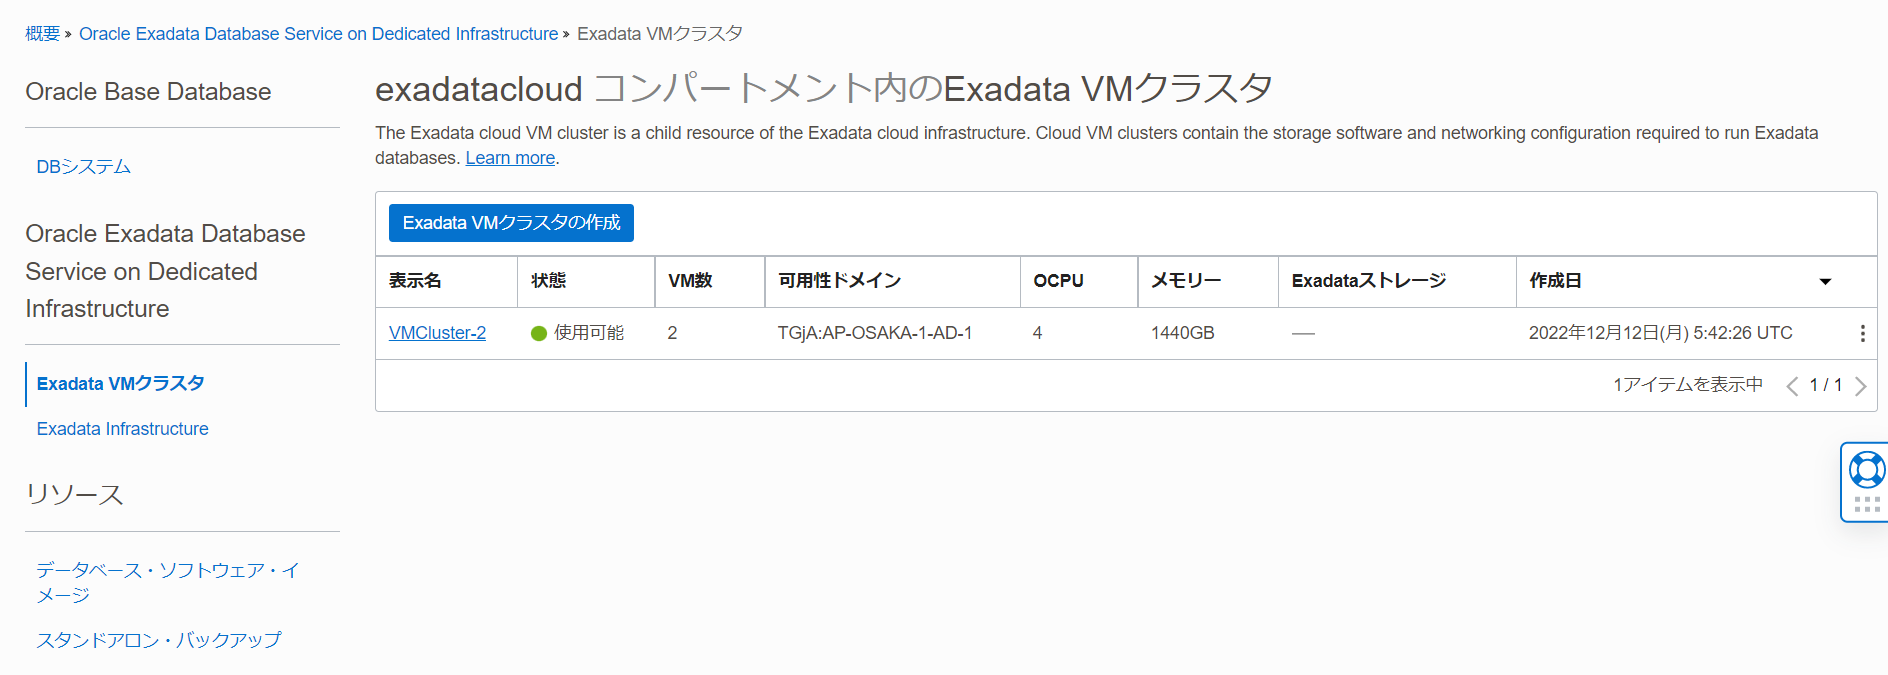 概要 » Oracle Exadata Database Service on Dedicated Infrastructure » Exadata VMクラスタ
Oracle Base Database
DBシステム
Oracle Exadata Database
Service on Dedicated
Infrastructure
Exadata VMクラスタ
Exadata Infrastructure
リソース
データベース・ソフトウェア・イ
メージ
スタンドアロン・バックアップ
exadatacloud コンパートメント内のExadata VMクラスタ
The Exadata cloud VM cluster is a child resource of the Exadata cloud infrastructure. Cloud VM clusters contain the storage software and networking configuration required to run Exadata
databases. Learn more.
Exadata VMクラスタの作成
表示名 状態 VM数 可用性ドメイン OCPU メモリー Exadataストレージ 作成日
VMCluster-2 使用可能 2 TGjA:AP-OSAKA-1-AD-1 4 1440GB — 2022年12月12日(月) 5:42:26 UTC
1アイテムを表示中 1 / 1